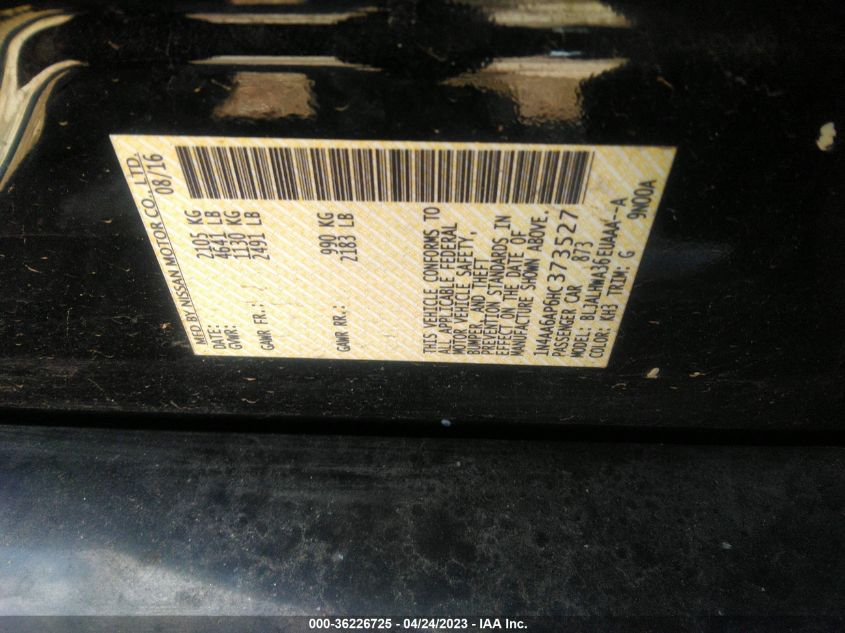 MFD BY NISSAN MOTOR CO., LTD.
DATE: 08/16
GVWR: 2105 KG
4641 LB
GAWR FR.: 1130 KG
2491 LB
GAWR RR.: 990 KG
2183 LB
THIS VEHICLE CONFORMS TO
ALL APPLICABLE FEDERAL
MOTOR VEHICLE SAFETY,
BUMPER, AND THEFT
PREVENTION STANDARDS IN
EFFECT ON THE DATE OF
MANUFACTURE SHOWN ABOVE.
1N4AA6AP0HC373527
PASSENGER CAR 873
MODEL: BLJALHWA36EUAAA--A
COLOR: KH3 TRIM: G 9N00A
000-36226725 - 04/24/2023 - IAA Inc.